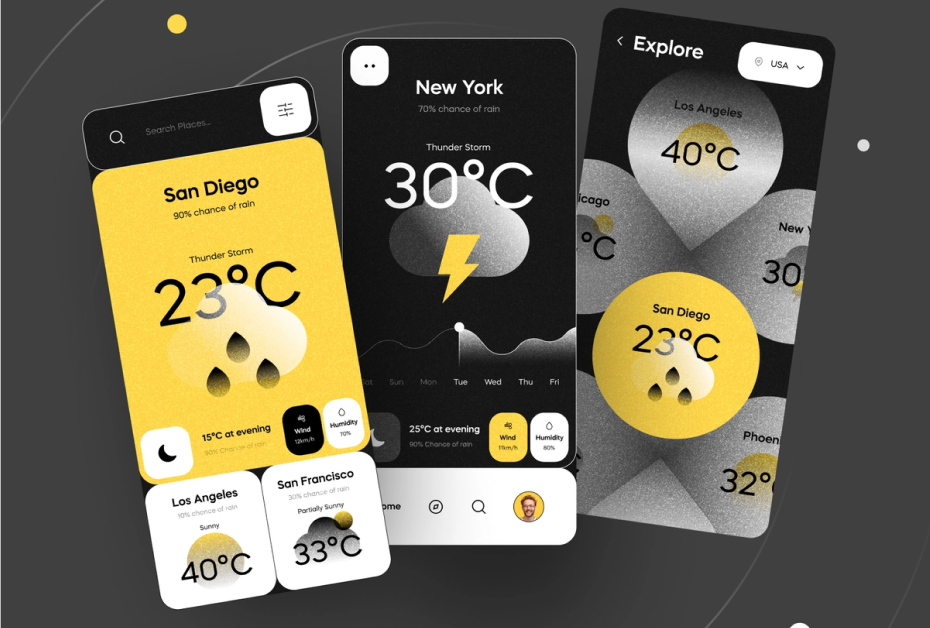 Search Places...
San Diego
90% chance of rain
Thunder Storm
23°C
15°C at evening
90% Chance of rain
Wind
12km/h
Humidity
70%
Los Angeles
10% chance of rain
Sunny
40°C
San Francisco
30% chance of rain
Partially Sunny
33°C
New York
70% chance of rain
Thunder Storm
30°C
Sun Mon Tue Wed Thu Fri
25°C at evening
90% Chance of rain
Wind
11km/h
Humidity
80%
ome
Explore
USA
Los Angeles
40°C
icago
°C
New Y
30
San Diego
23°C
Phoen
32°